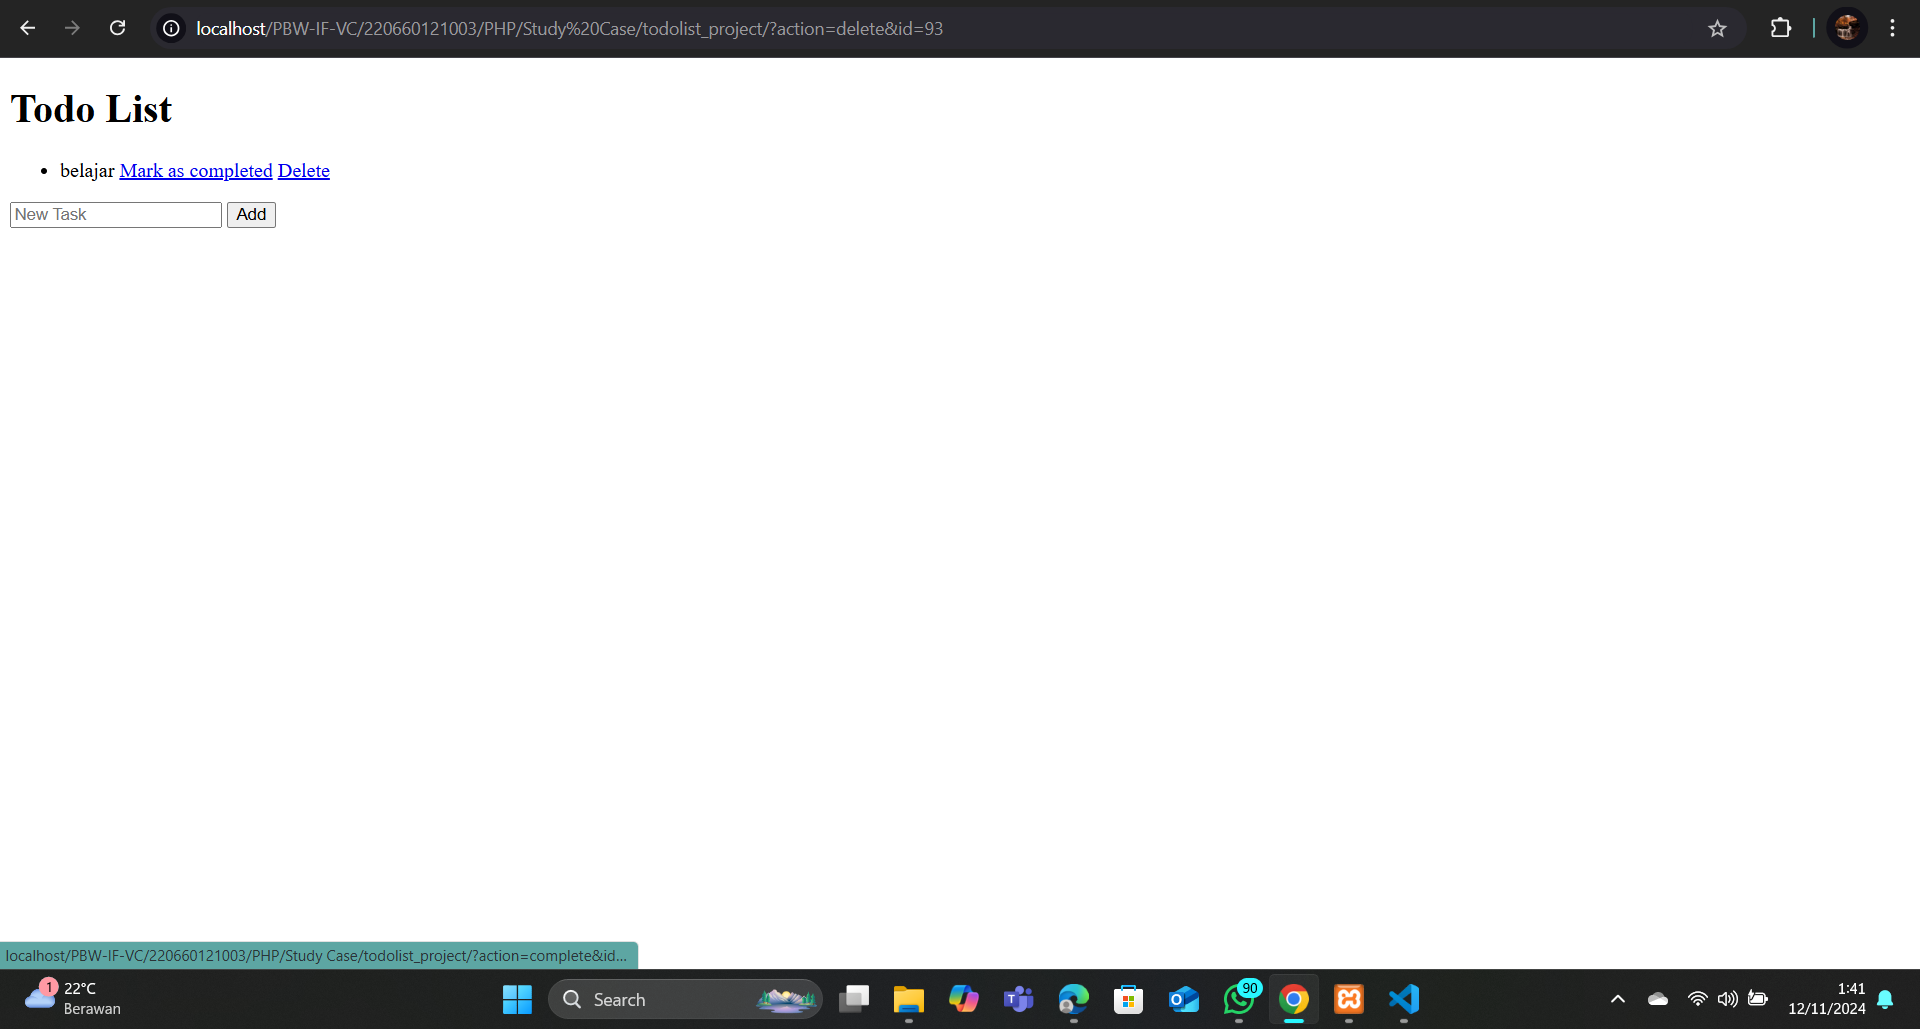 localhost/PBW-IF-VC/220660121003/PHP/Study%20Case/todolist_project/?action=delete&id=93
Todo List
• belajar Mark as completed Delete
New Task Add
localhost/PBW-IF-VC/220660121003/PHP/Study Case/todolist_project/?action=complete&id...
1
22°C
Berawan
Search
90
1:41
12/11/2024